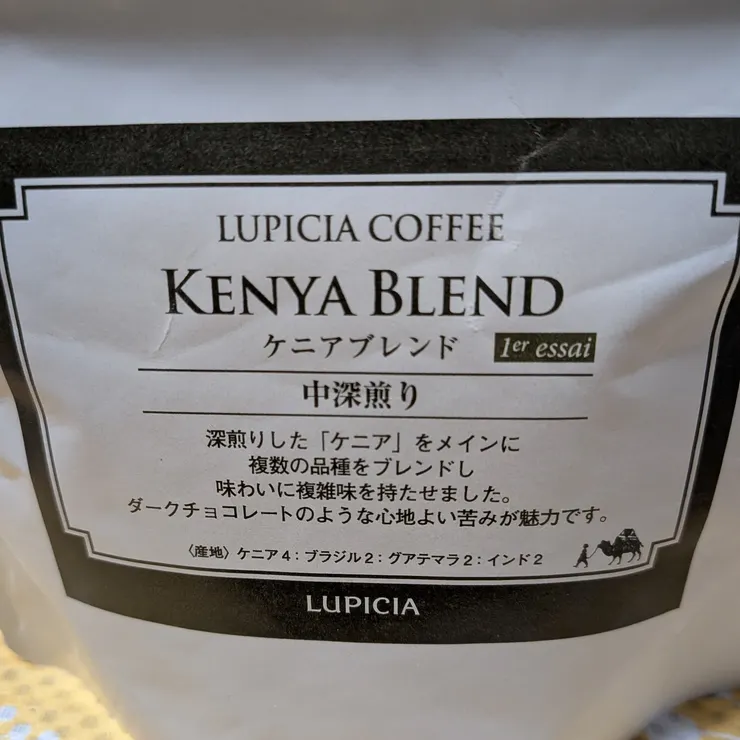 LUPICIA COFFEE
KENYA BLEND
ケニアブレンド 1er essai
中深煎り
深煎りした「ケニア」をメインに
複数の品種をブレンドし
味わいに複雑味を持たせました。
ダークチョコレートのような心地よい苦みが魅力です。
〈産地〉ケニア4:ブラジル2:グアテマラ2:インド2
LUPICIA